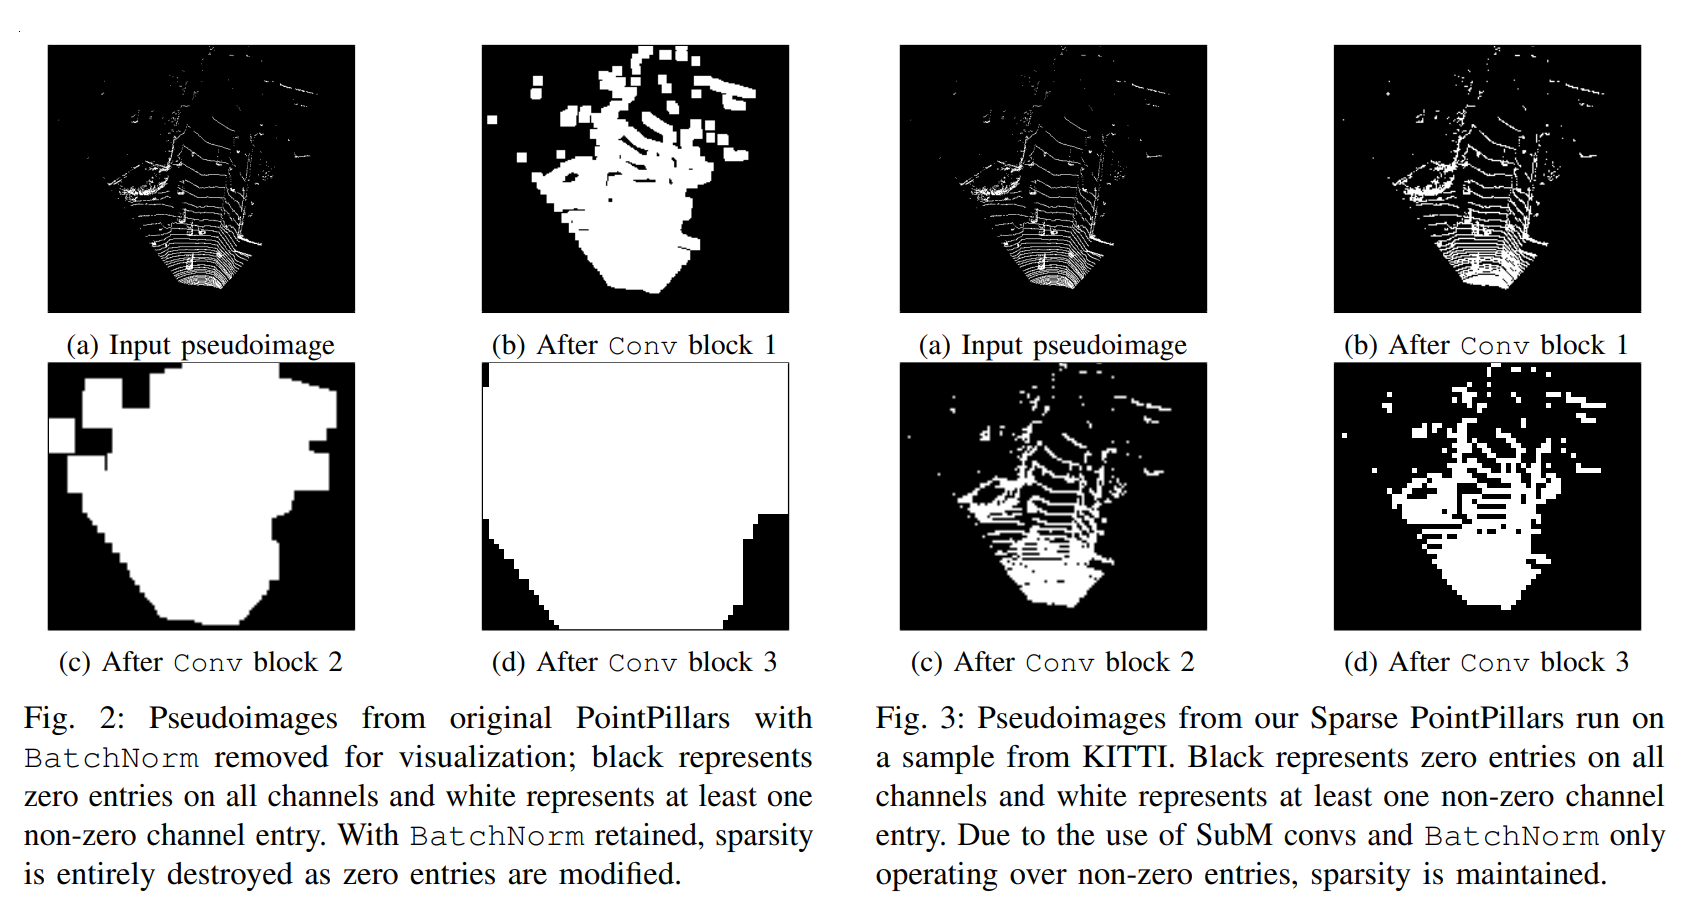 (a) Input pseudoimage
(b) After Conv block 1
(c) After Conv block 2
(d) After Conv block 3
Fig. 2: Pseudoimages from original PointPillars with
BatchNorm removed for visualization; black represents
zero entries on all channels and white represents at least one
non-zero channel entry. With BatchNorm retained, sparsity
is entirely destroyed as zero entries are modified.
(a) Input pseudoimage
(b) After Conv block 1
(c) After Conv block 2
(d) After Conv block 3
Fig. 3: Pseudoimages from our Sparse PointPillars run on
a sample from KITTI. Black represents zero entries on all
channels and white represents at least one non-zero channel
entry. Due to the use of SubM convs and BatchNorm only
operating over non-zero entries, sparsity is maintained.